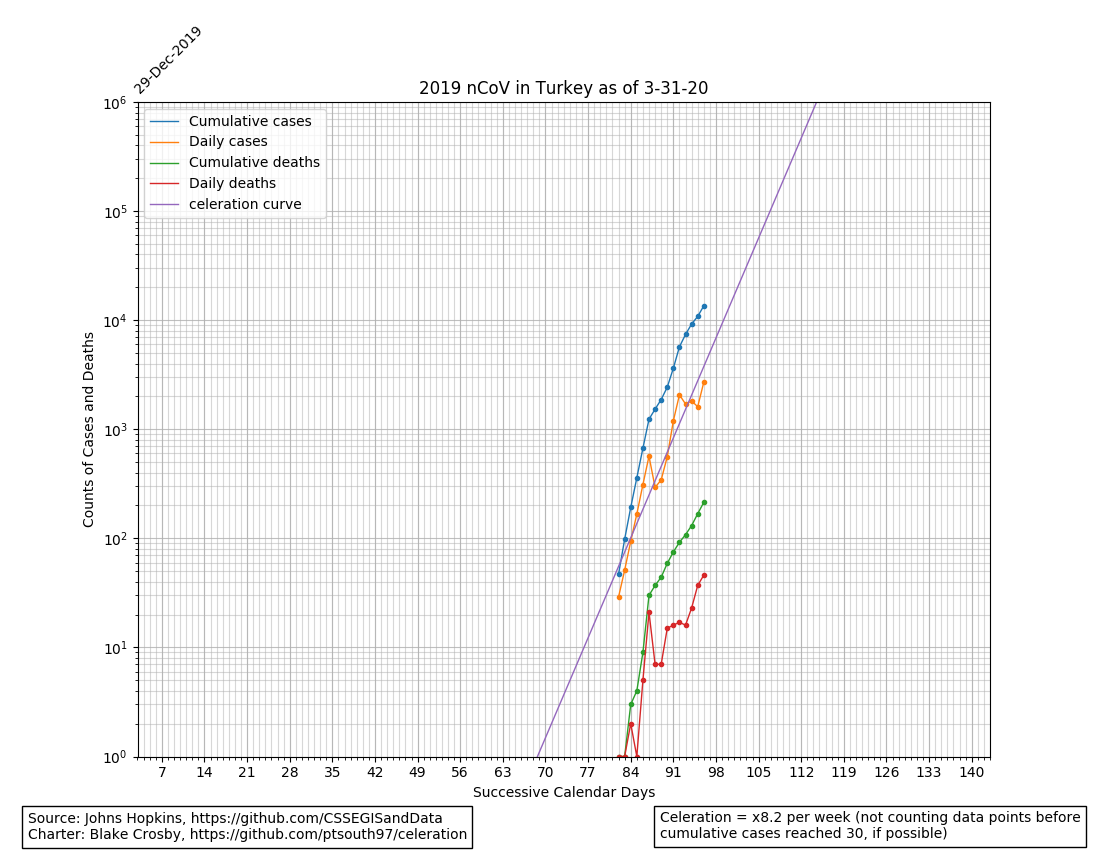 29-Dec-2019
2019 nCoV in Turkey as of 3-31-20
Cumulative cases
Daily cases
Cumulative deaths
Daily deaths
celeration curve
Counts of Cases and Deaths
10^6
10^5
10^4
10^3
10^2
10^1
10^0
7 14 21 28 35 42 49 56 63 70 77 84 91 98 105 112 119 126 133 140
Successive Calendar Days
Source: Johns Hopkins, https://github.com/CSSEGISandData
Charter: Blake Crosby, https://github.com/ptsouth97/celeration
Celeration = x8.2 per week (not counting data points before
cumulative cases reached 30, if possible)